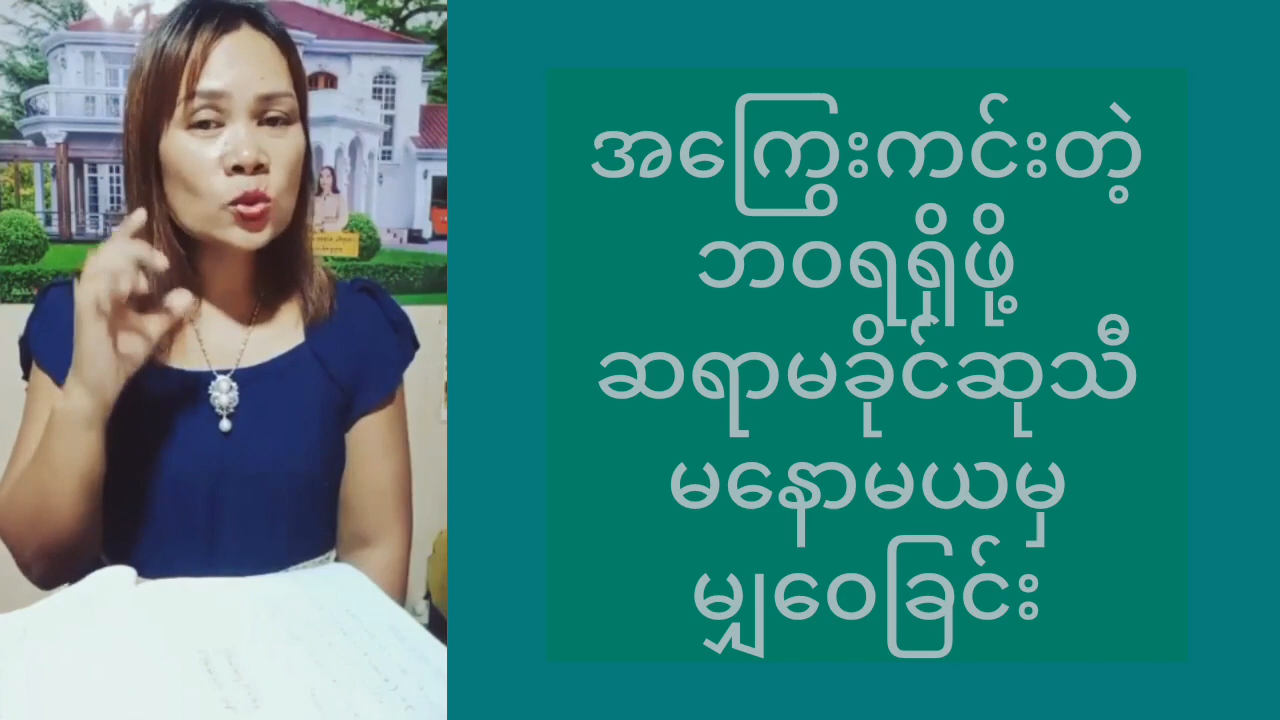 အကြွေးကင်းတဲ့
ဘဝရရှိဖို့
ဆရာမခိုင်ဆုသီ
မနောမယမှ
မျှဝေခြင်း